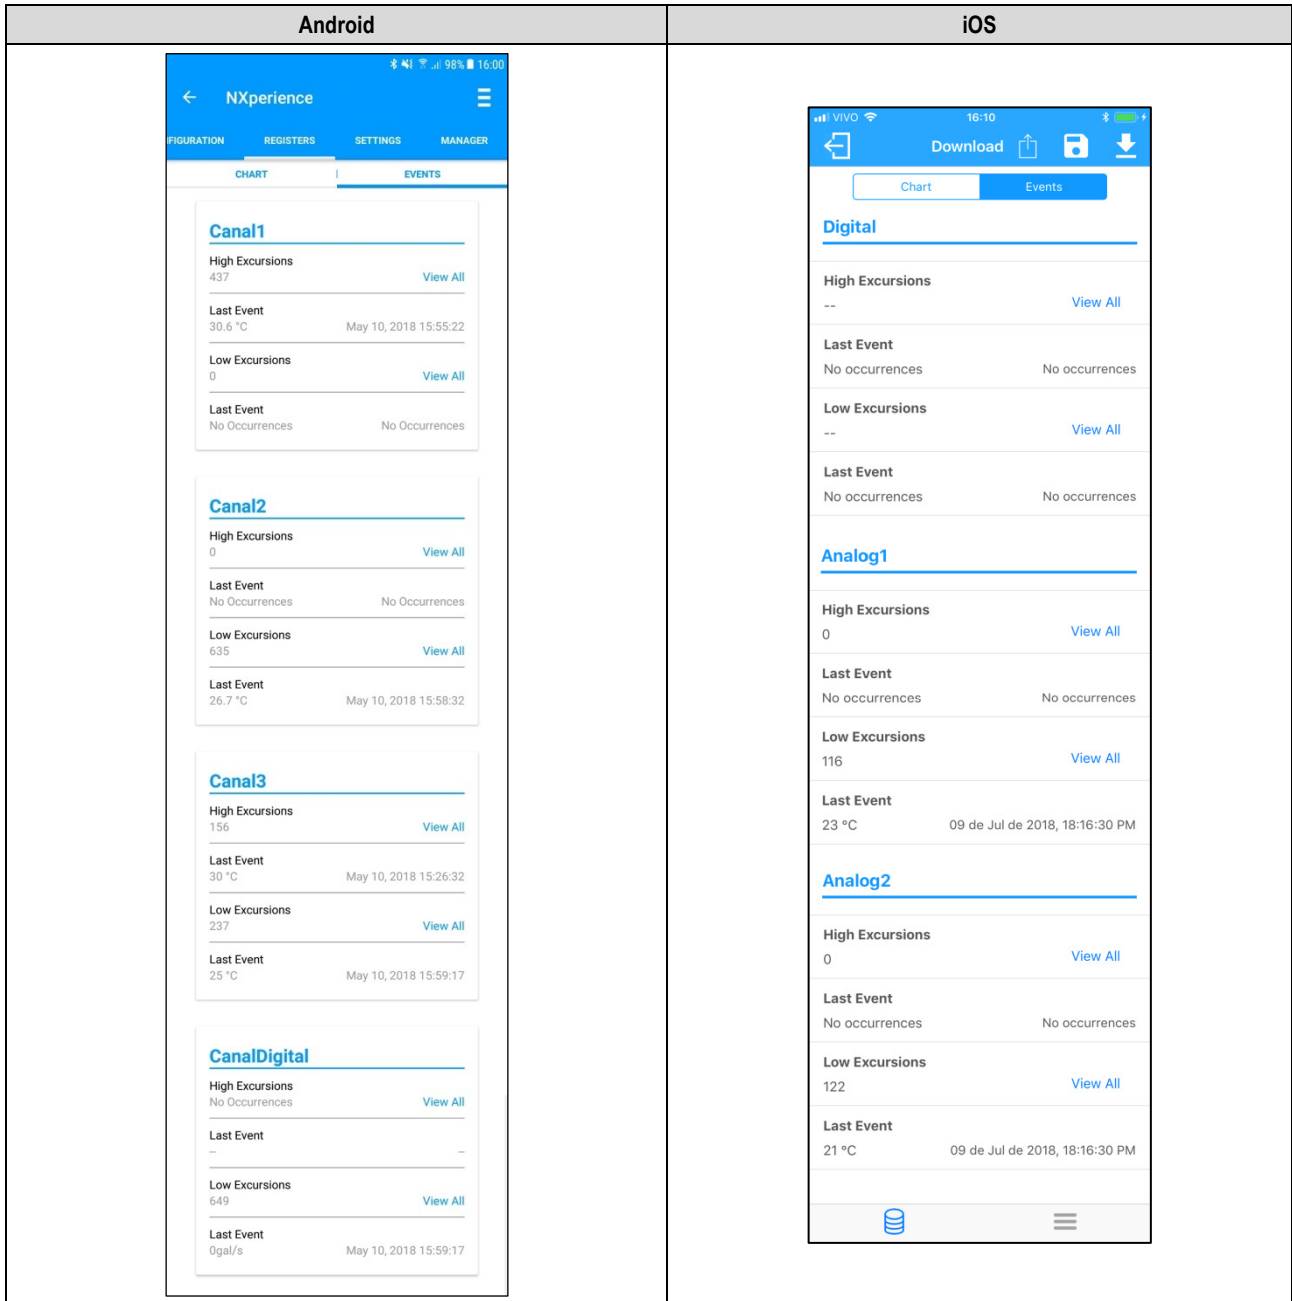 Android
iOS
98% 16:00
NXperience
FIGURATION REGISTERS SETTINGS MANAGER
CHART EVENTS
Canal1
High Excursions
437 View All
Last Event
30.6 °C May 10, 2018 15:55:22
Low Excursions
0 View All
Last Event
No Occurrences No Occurrences
Canal2
High Excursions
0 View All
Last Event
No Occurrences No Occurrences
Low Excursions
635 View All
Last Event
26.7 °C May 10, 2018 15:58:32
Canal3
High Excursions
156 View All
Last Event
30 °C May 10, 2018 15:26:32
Low Excursions
237 View All
Last Event
25 °C May 10, 2018 15:59:17
CanalDigital
High Excursions
No Occurrences View All
Last Event
– –
Low Excursions
649 View All
Last Event
0gal/s May 10, 2018 15:59:17
VIVO 16:10
Download
Chart Events
Digital
High Excursions
-- View All
Last Event
No occurrences No occurrences
Low Excursions
-- View All
Last Event
No occurrences No occurrences
Analog1
High Excursions
0 View All
Last Event
No occurrences No occurrences
Low Excursions
116 View All
Last Event
23 ºC 09 de Jul de 2018, 18:16:30 PM
Analog2
High Excursions
0 View All
Last Event
No occurrences No occurrences
Low Excursions
122 View All
Last Event
21 ºC 09 de Jul de 2018, 18:16:30 PM